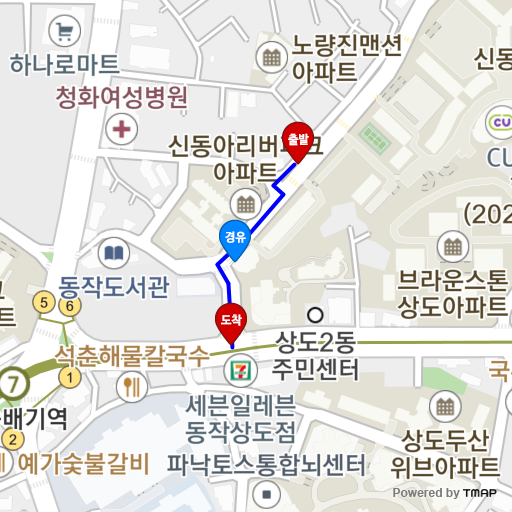 노량진맨션
아파트
신동
하나로마트
청화여성병원
출발
CU
CU
신동아리버파크
아파트
(202
경유
동작도서관
브라운스톤
상도아파트
크
트
5
6
도착
상도2동
주민센터
석춘해물칼국수
국
7
1
배기역
세븐일레븐
동작상도점
2
예가숯불갈비
파낙토스통합뇌센터
상도두산
위브아파트
Powered by TMAP